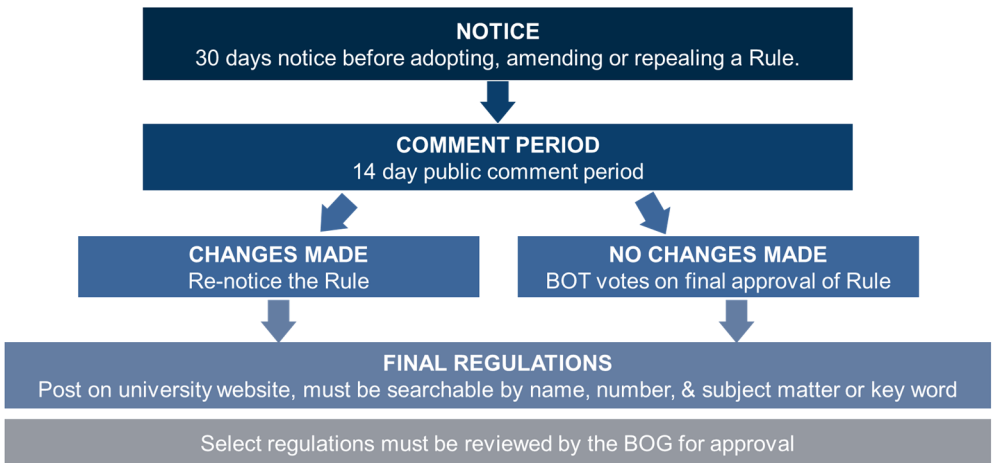 NOTICE
30 days notice before adopting, amending or repealing a Rule.
COMMENT PERIOD
14 day public comment period
CHANGES MADE
Re-notice the Rule
NO CHANGES MADE
BOT votes on final approval of Rule
FINAL REGULATIONS
Post on university website, must be searchable by name, number, & subject matter or key word
Select regulations must be reviewed by the BOG for approval